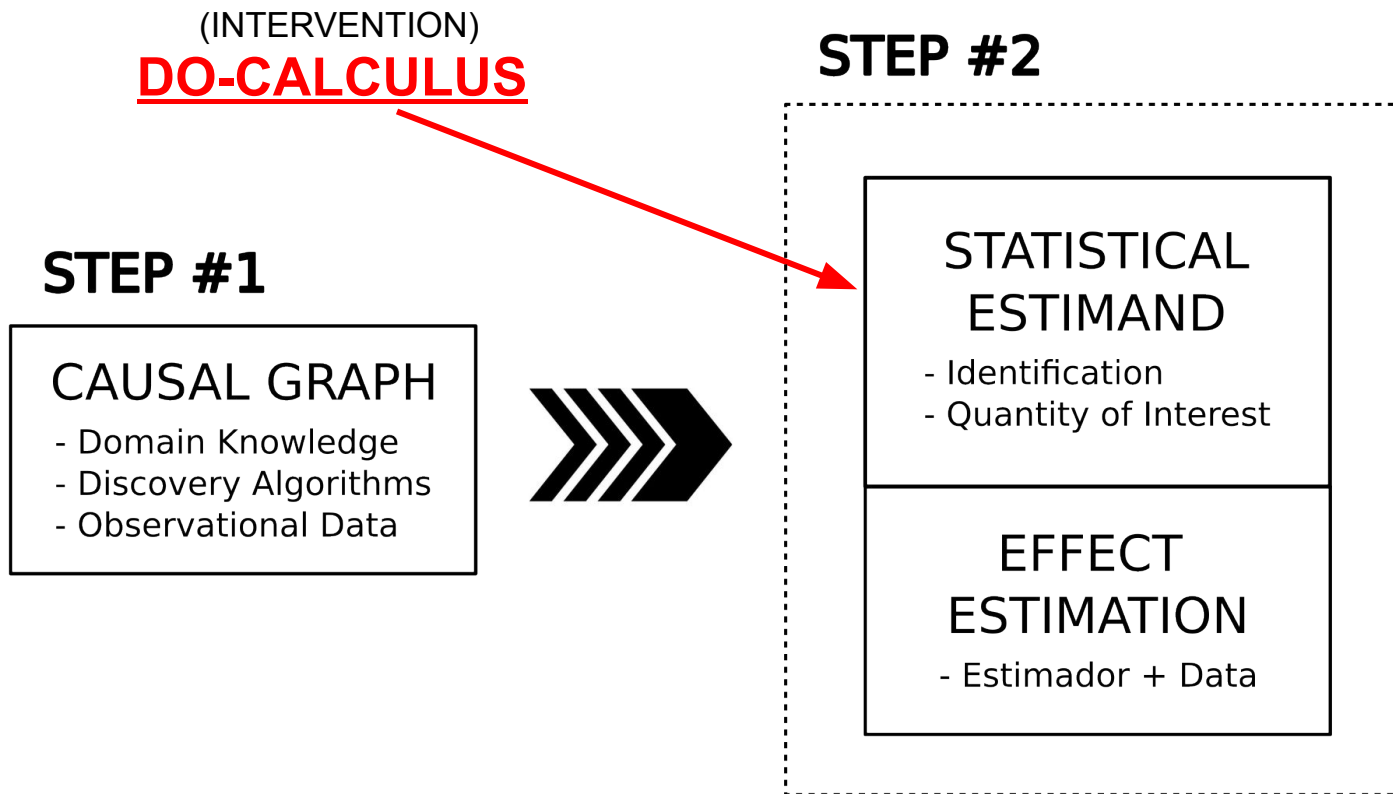 (INTERVENTION)
DO-CALCULUS
STEP #1
CAUSAL GRAPH
- Domain Knowledge
- Discovery Algorithms
- Observational Data
STEP #2
STATISTICAL
ESTIMAND
- Identification
- Quantity of Interest
EFFECT
ESTIMATION
- Estimador + Data